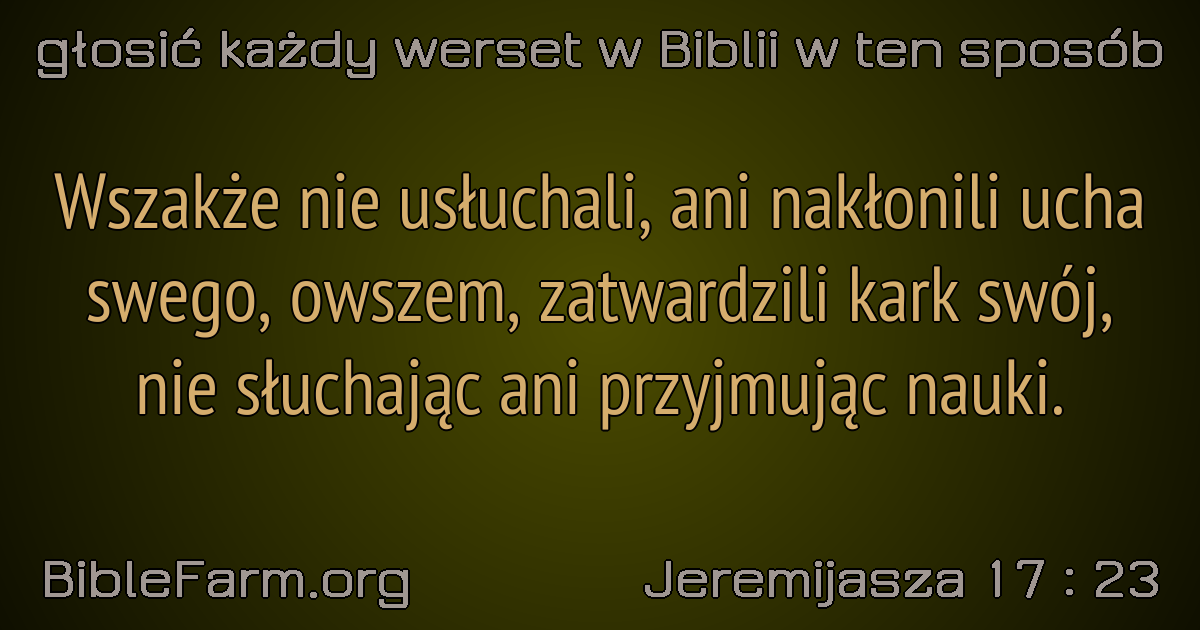 głosić każdy werset w Biblii w ten sposób
Wszakże nie usłuchali, ani nakłonili ucha
swego, owszem, zatwardzili kark swój,
nie słuchając ani przyjmując nauki.
BibleFarm.org
Jeremijasza 17 : 23